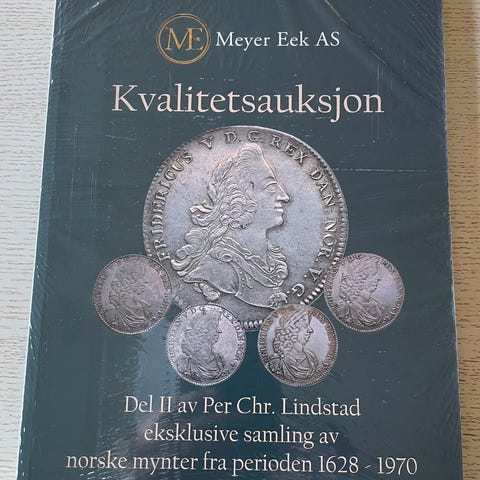 ME Meyer Eek AS
Kvalitetsauksjon
FRIDERICUS V D.G. REX DAN. NOR. V.G.
Del II av Per Chr. Lindstad
eksklusive samling av
norske mynter fra perioden 1628 - 1970